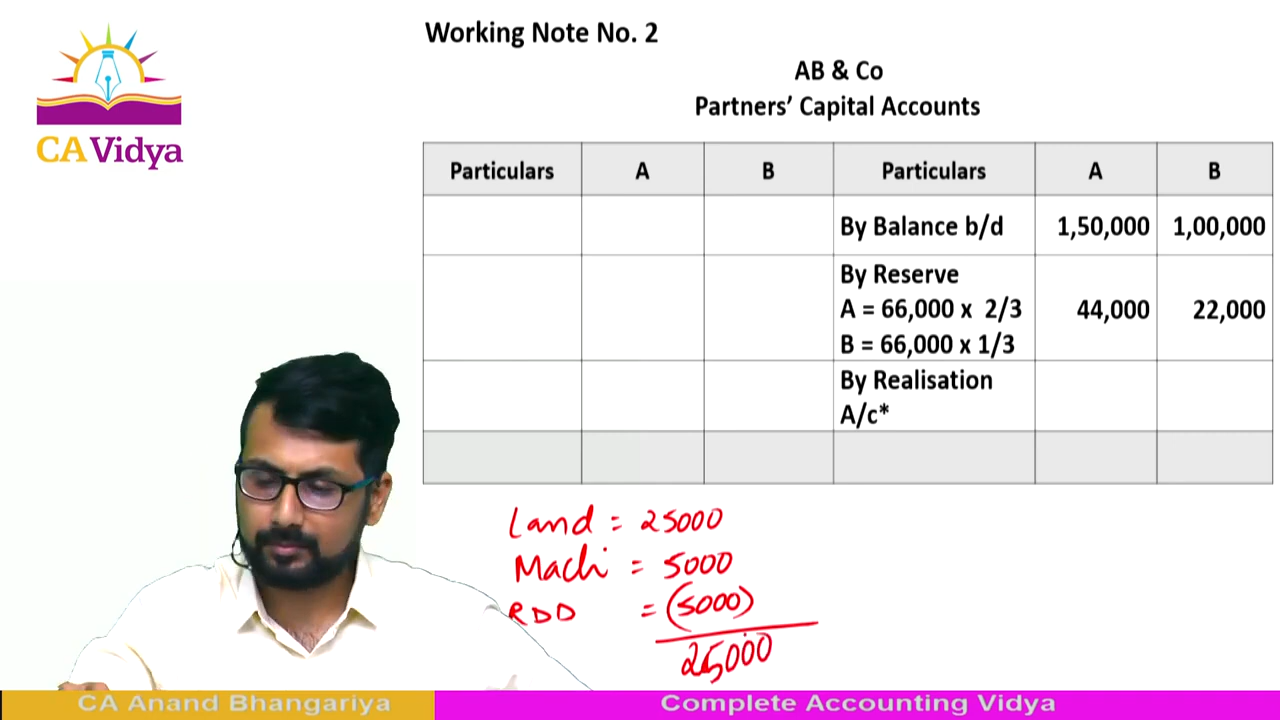 CA Vidya
Working Note No. 2
AB & Co
Partners’ Capital Accounts
Particulars A B Particulars A B
By Balance b/d 1,50,000 1,00,000
By Reserve
A = 66,000 x 2/3 44,000 22,000
B = 66,000 x 1/3
By Realisation
A/c*
Land = 25000
Machi = 5000
RDD = (5000)
25000
CA Anand Bhangariya
Complete Accounting Vidya